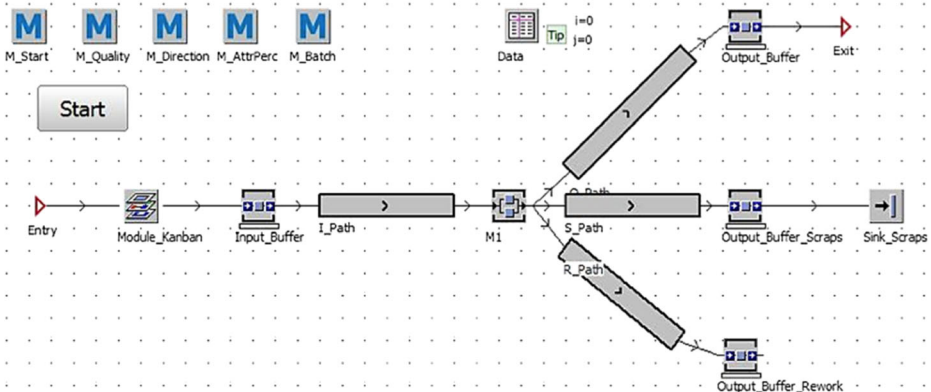 M M M M M
M_Start M_Quality M_Direction M_AttrPerc M_Batch
Data
Tip
i=0
j=0
Output_Buffer
Exit
Start
O_Path
Entry
Module_Kanban
Input_Buffer
I_Path
M1
S_Path
Output_Buffer_Scraps
Sink_Scraps
R_Path
Output_Buffer_Rework